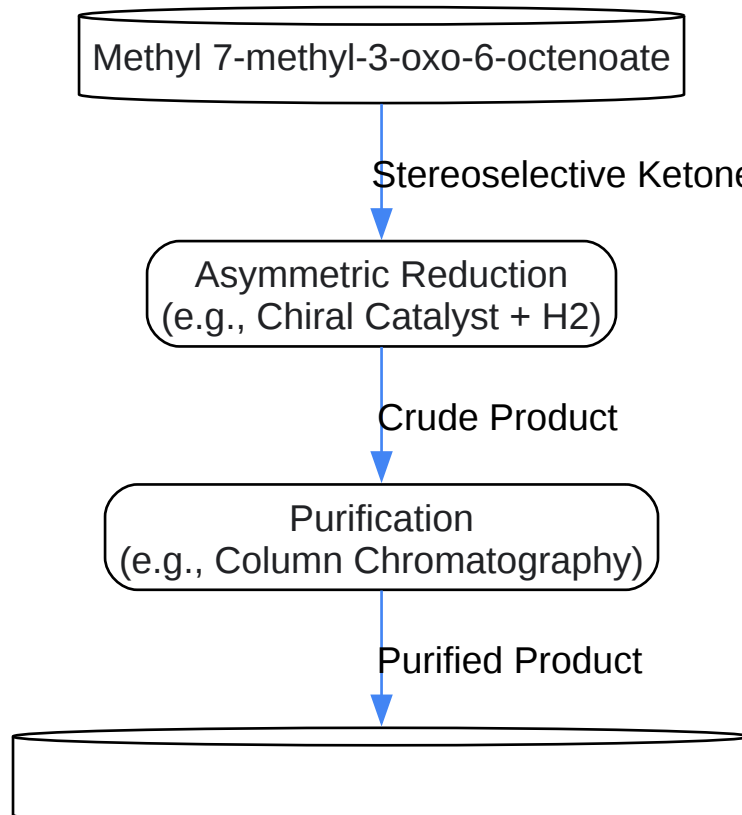 Methyl 7-methyl-3-oxo-6-octenoate
Stereoselective Ketone
Asymmetric Reduction
(e.g., Chiral Catalyst + H2)
Crude Product
Purification
(e.g., Column Chromatography)
Purified Product